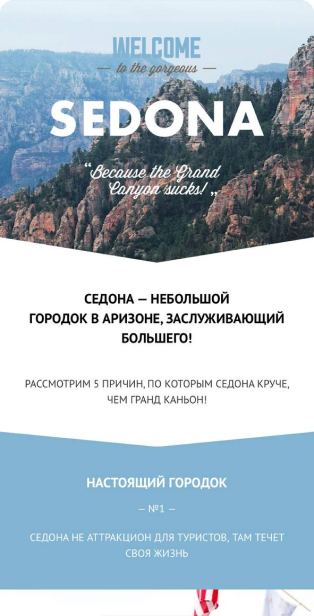 WELCOME
— to the gorgeous —
SEDONA
“Because the Grand
Canyon sucks!„
СЕДОНА — НЕБОЛЬШОЙ
ГОРОДОК В АРИЗОНЕ, ЗАСЛУЖИВАЮЩИЙ
БОЛЬШЕГО!
РАССМОТРИМ 5 ПРИЧИН, ПО КОТОРЫМ СЕДОНА КРУЧЕ,
ЧЕМ ГРАНД КАНЬОН!
НАСТОЯЩИЙ ГОРОДОК
— №1 —
СЕДОНА НЕ АТТРАКЦИОН ДЛЯ ТУРИСТОВ, ТАМ ТЕЧЕТ
СВОЯ ЖИЗНЬ